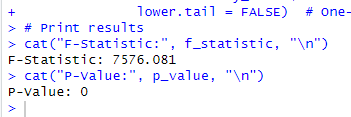 + lower.tail = FALSE)  # One-
> # Print results
> cat("F-Statistic:", f_statistic, "\n")
F-Statistic: 7576.081
> cat("P-Value:", p_value, "\n")
P-Value: 0
>